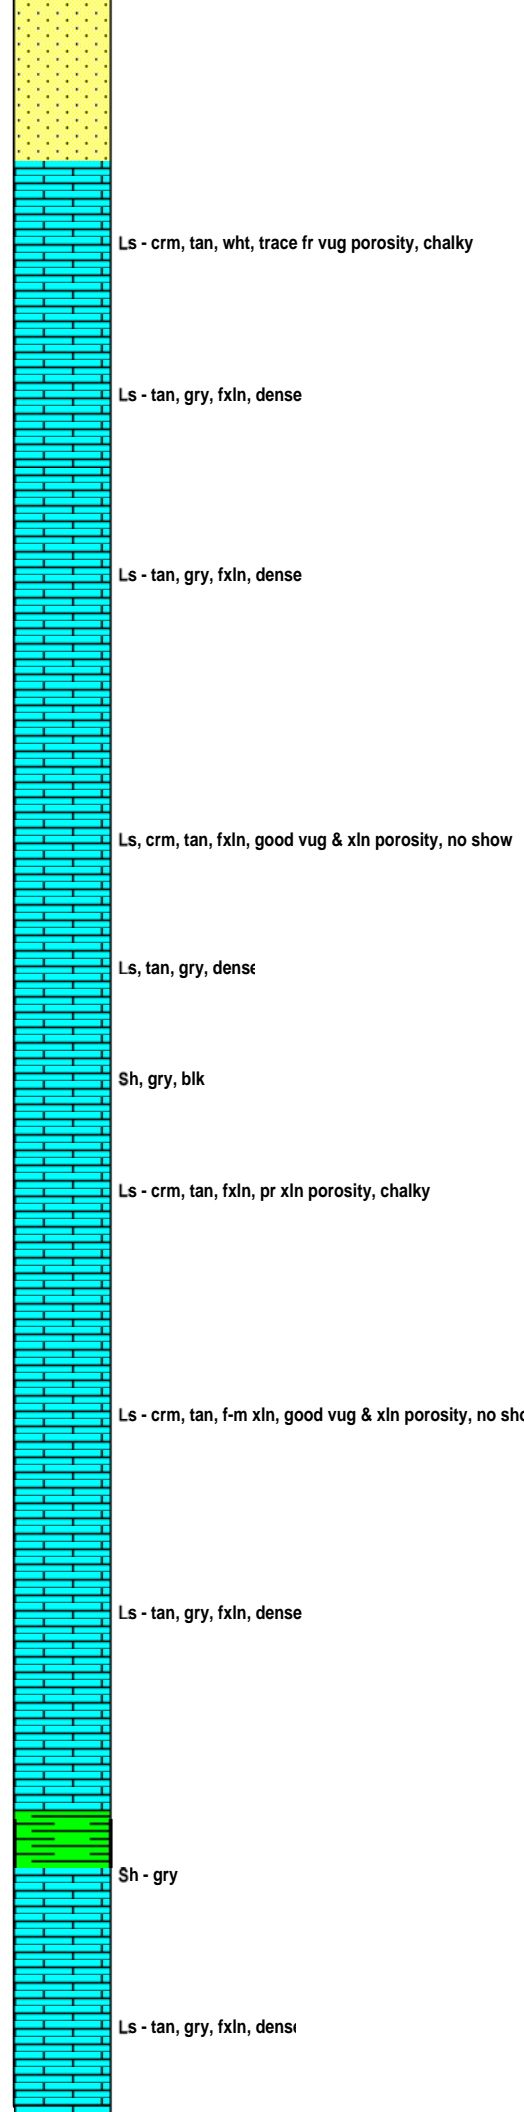 Ls - crm, tan, wht, trace fr vug porosity, chalky
Ls - tan, gry, fxln, dense
Ls - tan, gry, fxln, dense
Ls, crm, tan, fxln, good vug & xln porosity, no show
Ls, tan, gry, dense
Sh, gry, blk
Ls - crm, tan, fxln, pr xln porosity, chalky
Ls - crm, tan, f-m xln, good vug & xln porosity, no sho
Ls - tan, gry, fxln, dense
Sh - gry
Ls - tan, gry, fxln, dense